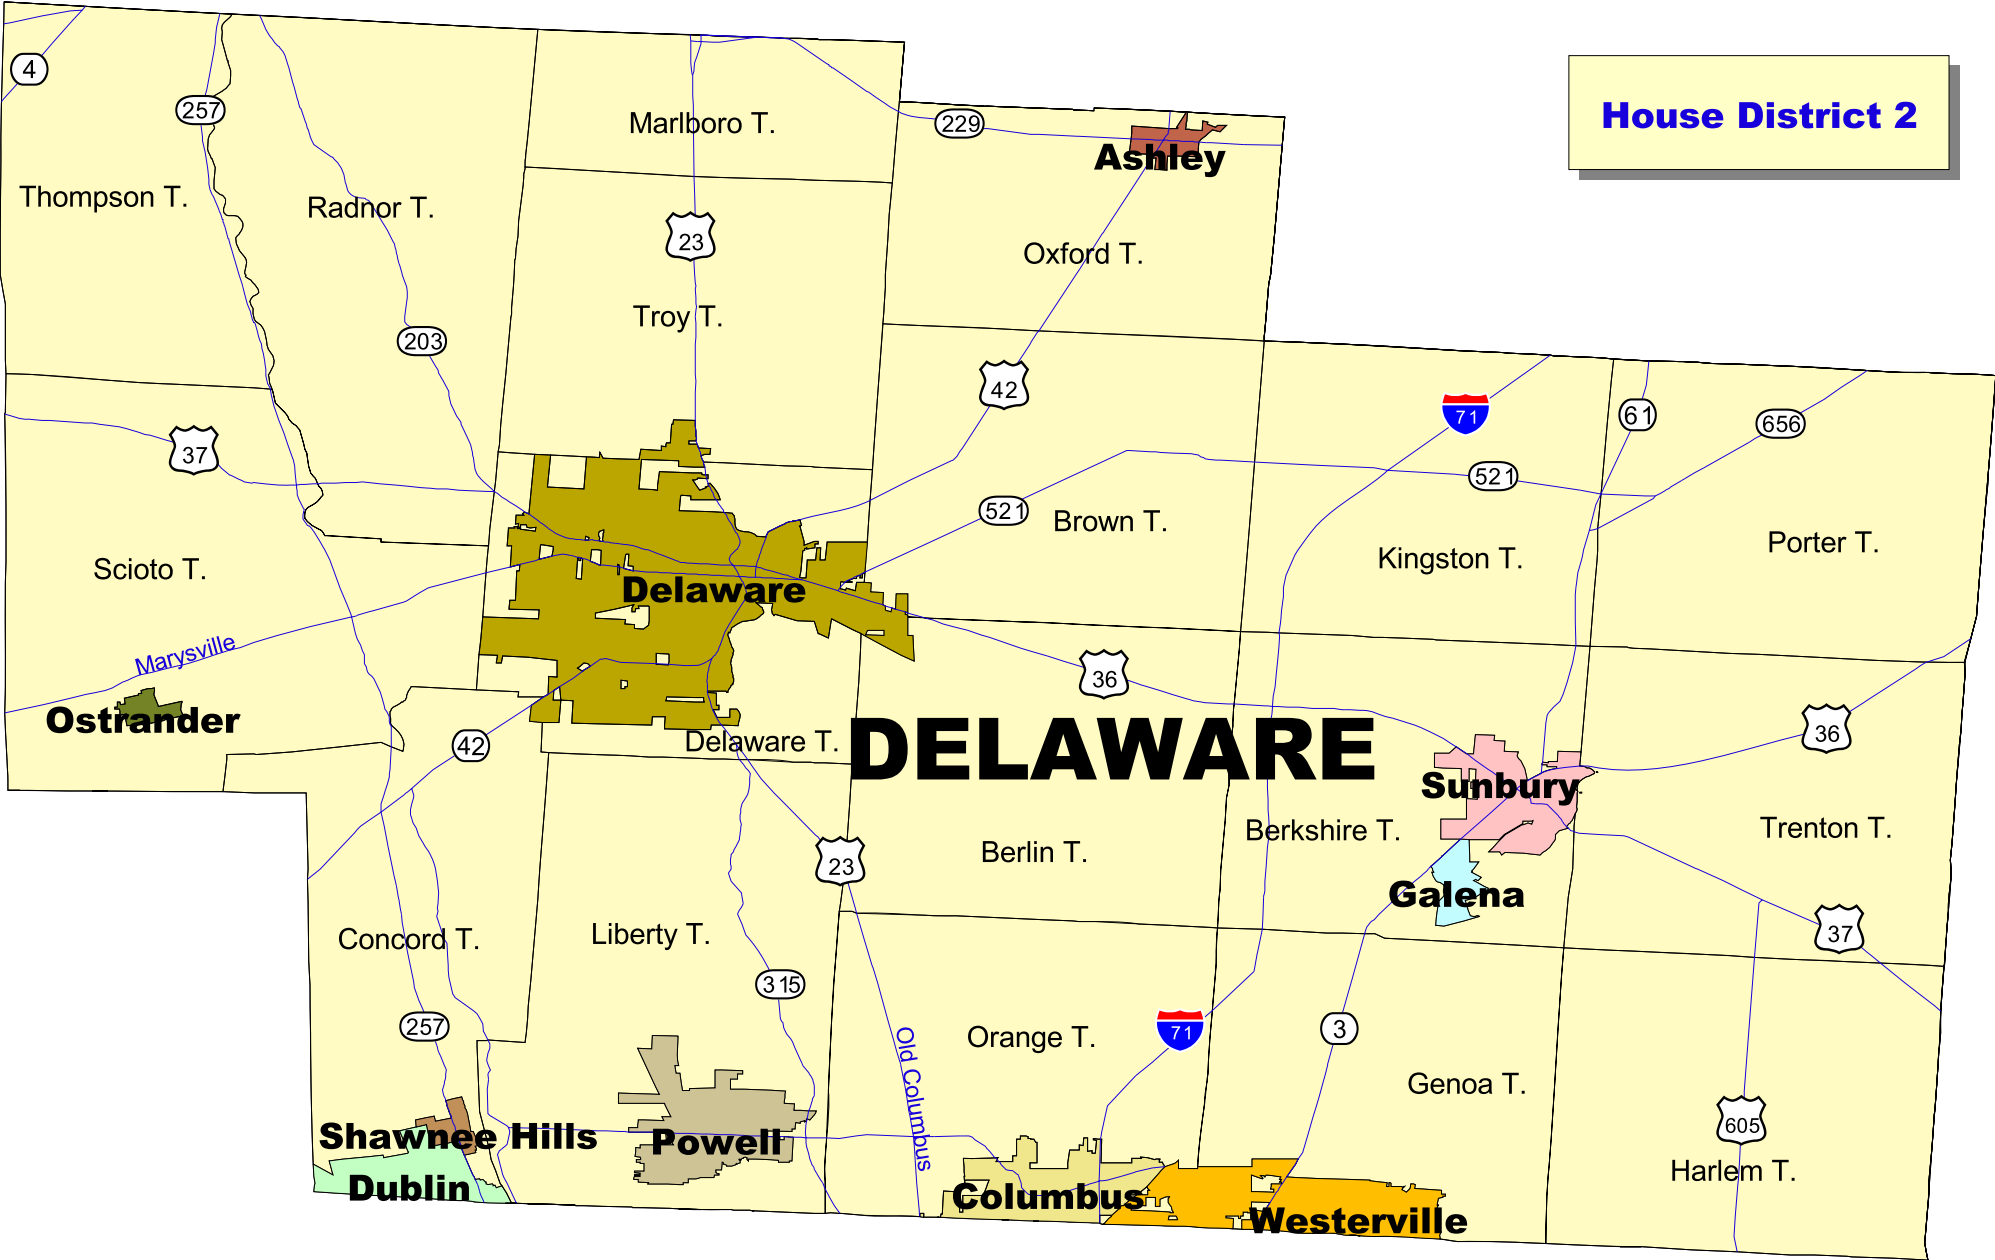 4
257
Marlboro T.
229
House District 2
Ashley
Thompson T.
Radnor T.
23
Oxford T.
Troy T.
203
42
71
61
656
37
521
521
Brown T.
Kingston T.
Porter T.
Scioto T.
Delaware
Marysville
36
Ostrander
42
Delaware T.
DELAWARE
36
Sunbury
Berkshire T.
Trenton T.
Berlin T.
23
Galena
Concord T.
Liberty T.
37
315
257
Orange T.
71
3
Old Columbus
Genoa T.
605
Shawnee Hills
Powell
Harlem T.
Dublin
Columbus
Westerville